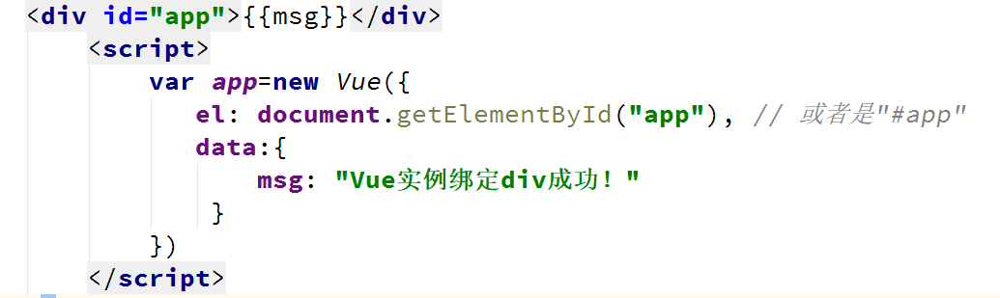 <div id="app">{{msg}}</div>
<script>
var app=new Vue({
el: document.getElementById("app"), // 或者是"#app"
data:{
msg: "Vue实例绑定div成功！"
}
})
</script>